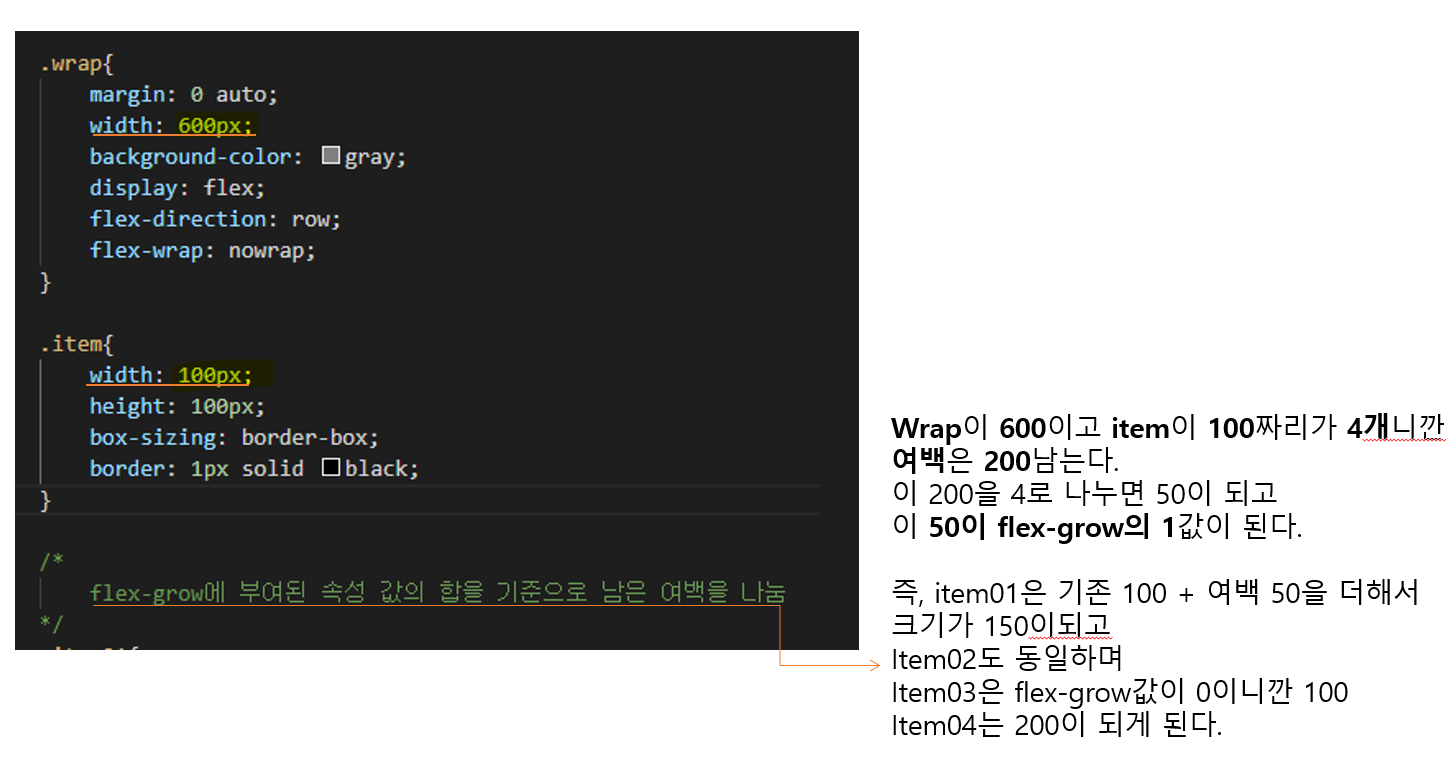 .wrap{
margin: 0 auto;
width: 600px;
background-color: gray;
display: flex;
flex-direction: row;
flex-wrap: nowrap;
}
.item{
width: 100px;
height: 100px;
box-sizing: border-box;
border: 1px solid black;
}
/*
flex-grow에 부여된 속성 값의 합을 기준으로 남은 여백을 나눔
*/
Wrap이 600이고 item이 100짜리가 4개니깐
여백은 200남는다.
이 200을 4로 나누면 50이 되고
이 50이 flex-grow의 1값이 된다.
즉, item01은 기존 100 + 여백 50을 더해서
크기가 150이되고
Item02도 동일하며
Item03은 flex-grow값이 0이니깐 100
Item04는 200이 되게 된다.